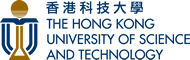 香港科技大學
THE HONG KONG
UNIVERSITY OF SCIENCE
AND TECHNOLOGY